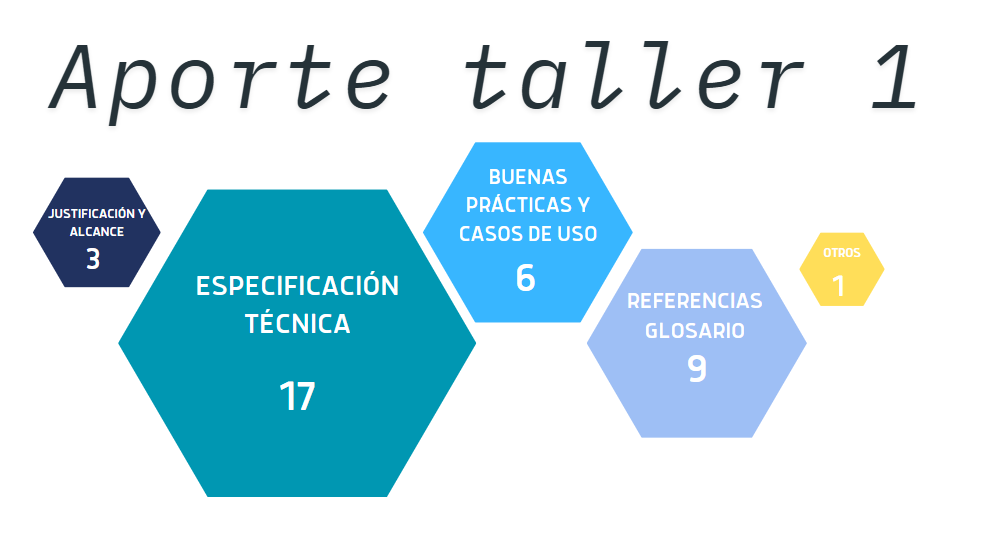 Aporte taller 1
JUSTIFICACIÓN Y
ALCANCE
3
ESPECIFICACIÓN
TÉCNICA
17
BUENAS
PRÁCTICAS Y
CASOS DE USO
6
REFERENCIAS
GLOSARIO
9
OTROS
1